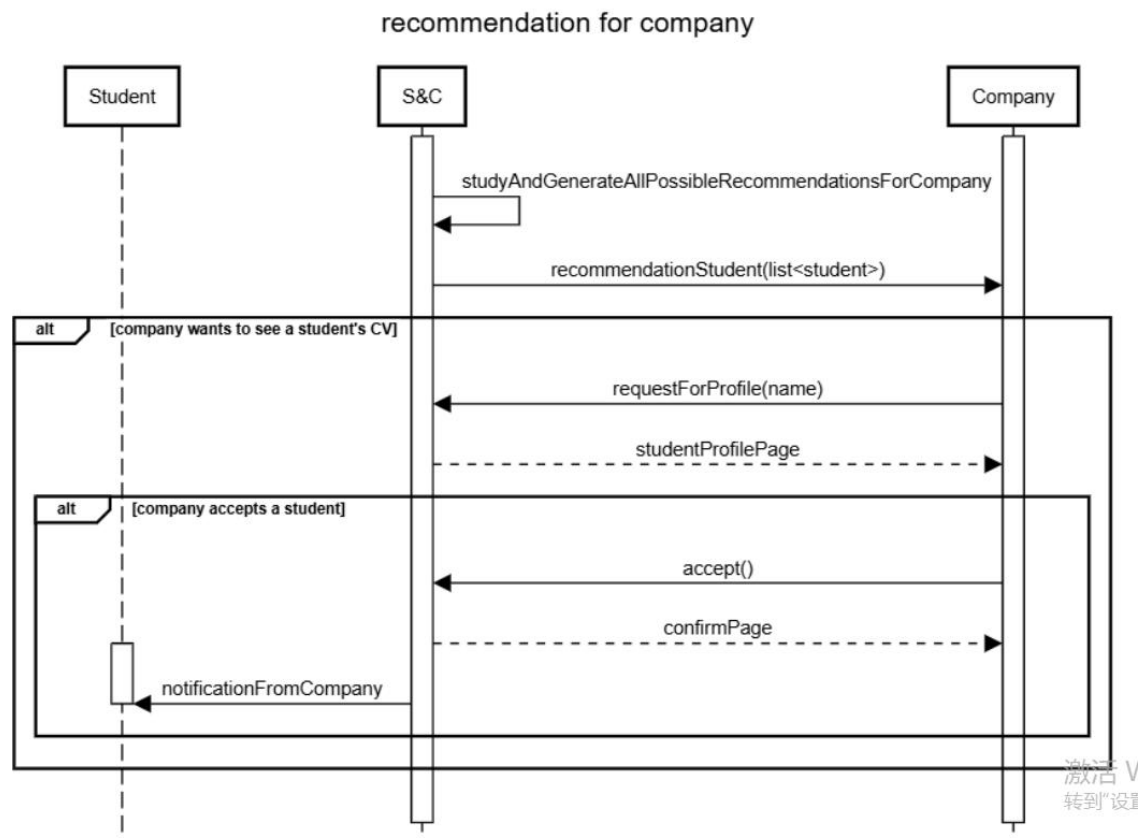 recommendation for company
Student
S&C
Company
studyAndGenerateAllPossibleRecommendationsForCompany
recommendationStudent(list<student>)
alt
[company wants to see a student's CV]
requestForProfile(name)
studentProfilePage
alt
[company accepts a student]
accept()
confirmPage
notificationFromCompany
激活 W
转到"设置